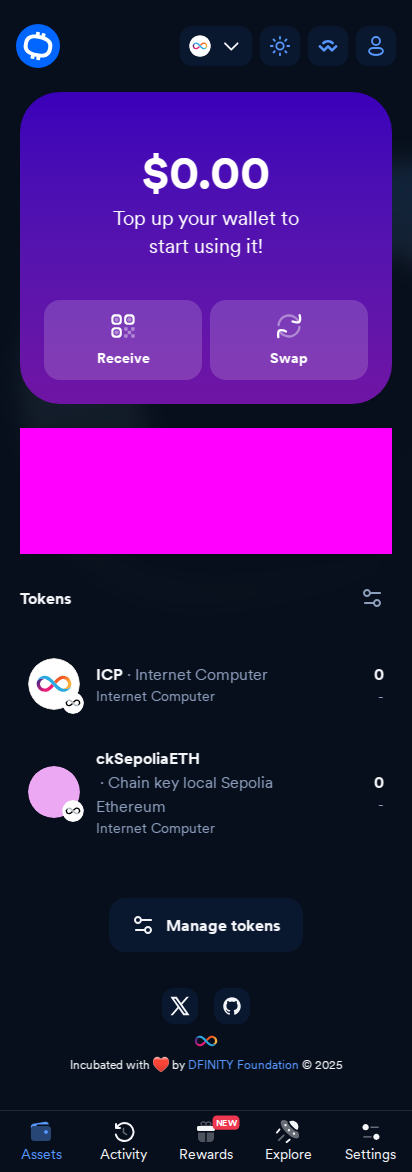 $0.00
Top up your wallet to
start using it!
Receive
Swap
Tokens
ICP · Internet Computer
0
Internet Computer
-
ckSepoliaETH
· Chain key local Sepolia
0
Ethereum
-
Internet Computer
Manage tokens
Incubated with ❤️ by DFINITY Foundation © 2025
NEW
Assets
Activity
Rewards
Explore
Settings